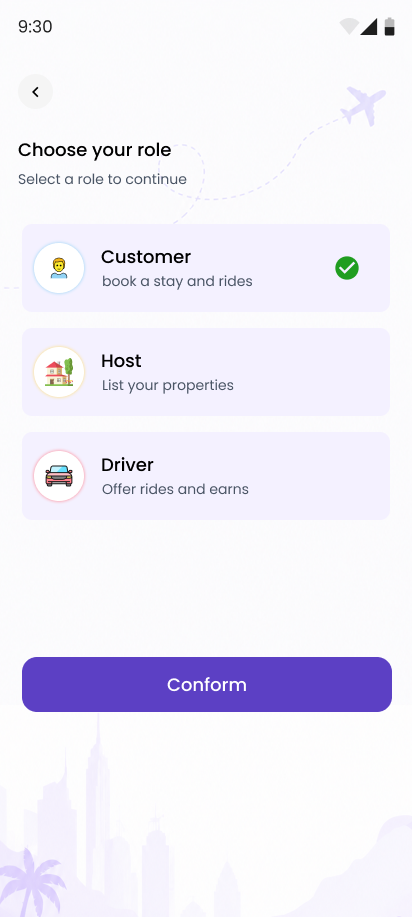 9:30
Choose your role
Select a role to continue
Customer
book a stay and rides
Host
List your properties
Driver
Offer rides and earns
Conform